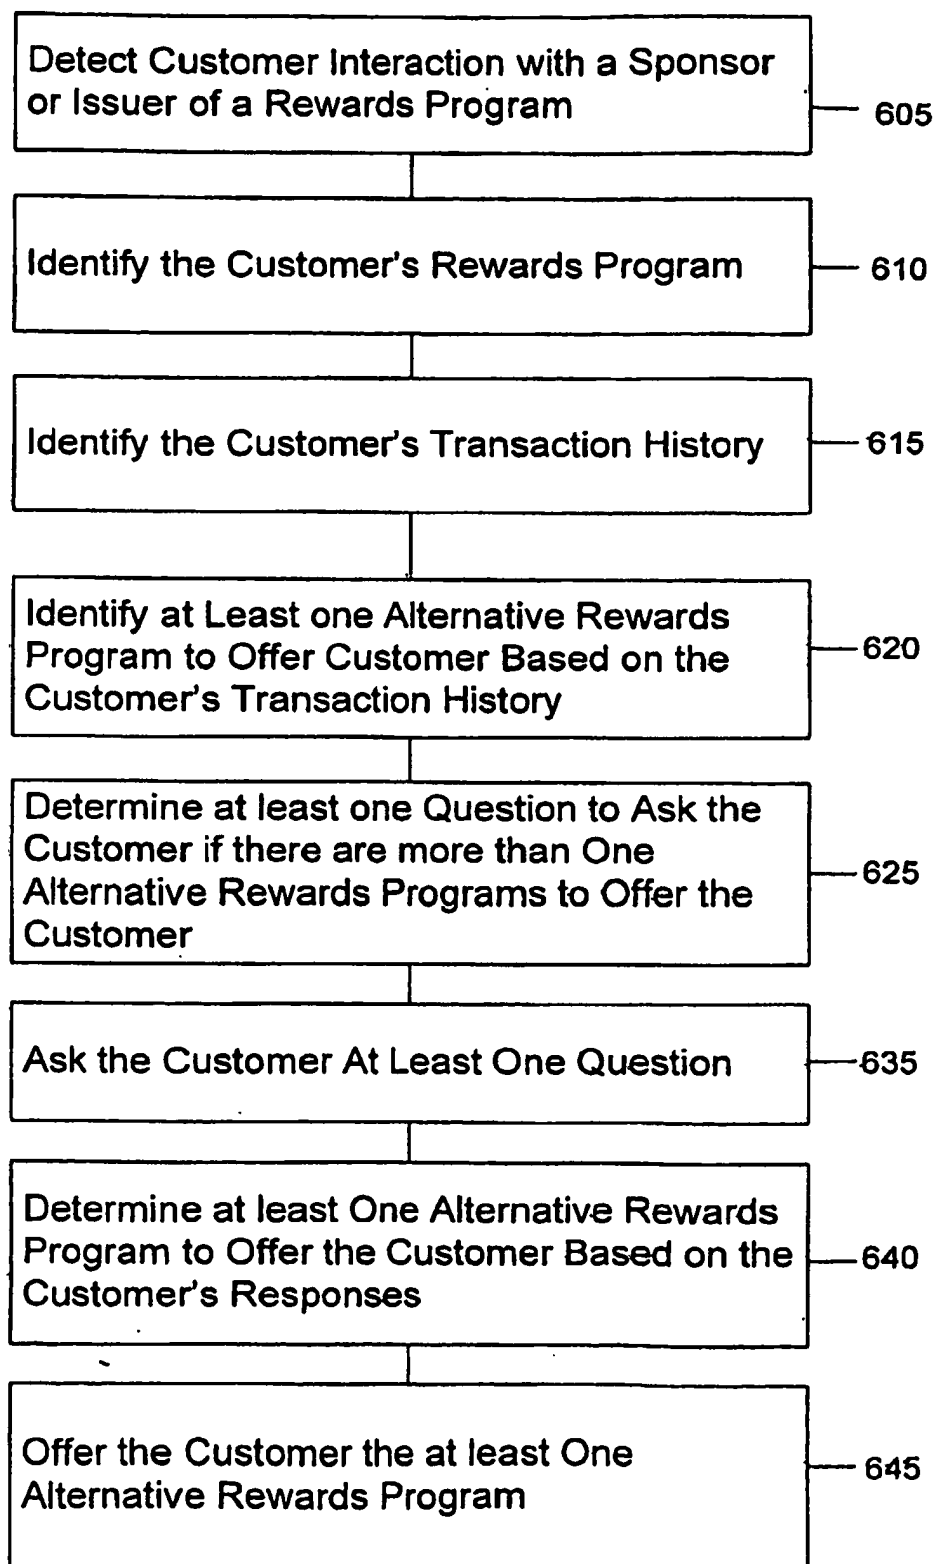 Detect Customer Interaction with a Sponsor
or Issuer of a Rewards Program
605
Identify the Customer's Rewards Program
610
Identify the Customer's Transaction History
615
Identify at Least one Alternative Rewards
Program to Offer Customer Based on the
Customer's Transaction History
620
Determine at least one Question to Ask the
Customer if there are more than One
Alternative Rewards Programs to Offer the
Customer
625
Ask the Customer At Least One Question
635
Determine at least One Alternative Rewards
Program to Offer the Customer Based on the
Customer's Responses
640
Offer the Customer the at least One
Alternative Rewards Program
645